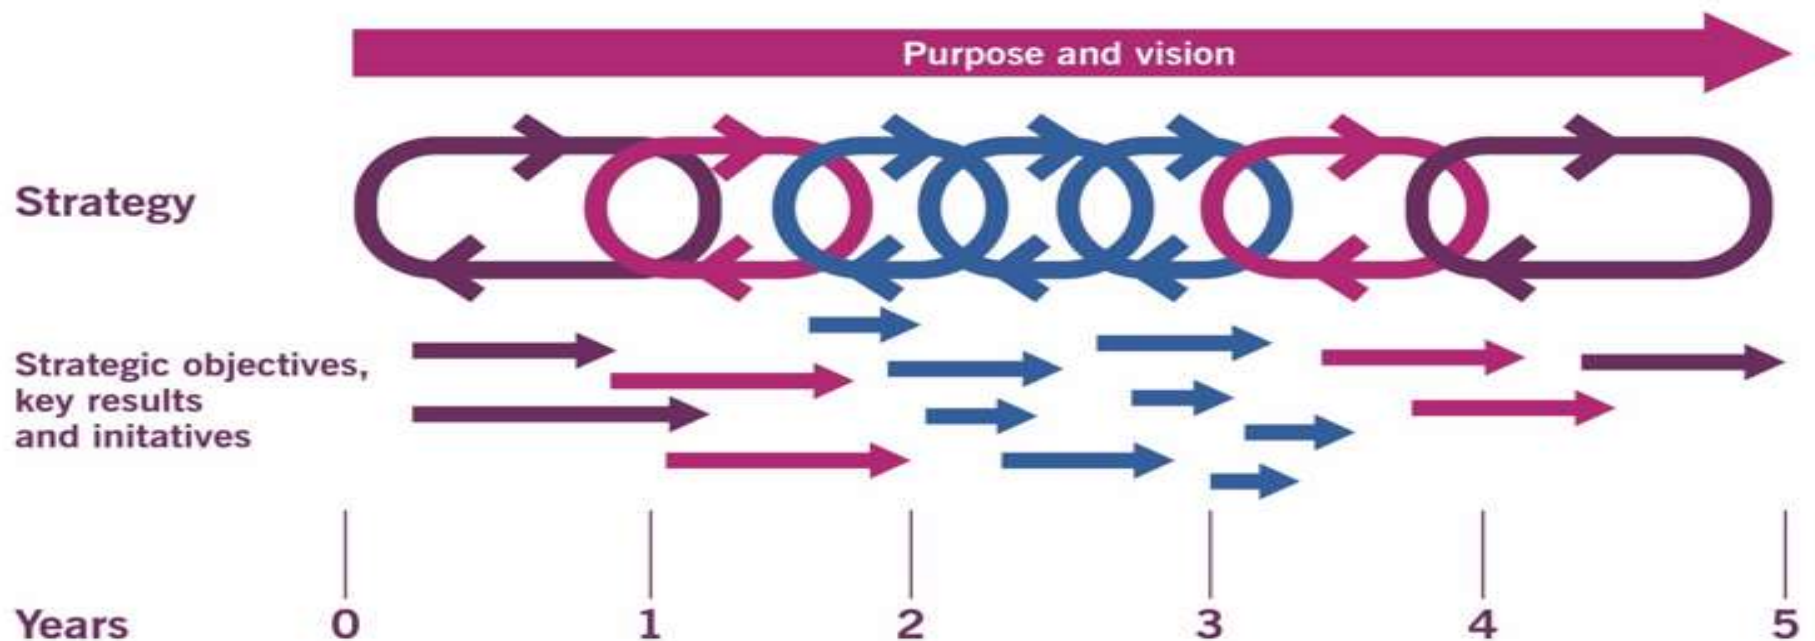 Purpose and vision
Strategy
Strategic objectives,
key results
and initatives
Years 0 1 2 3 4 5